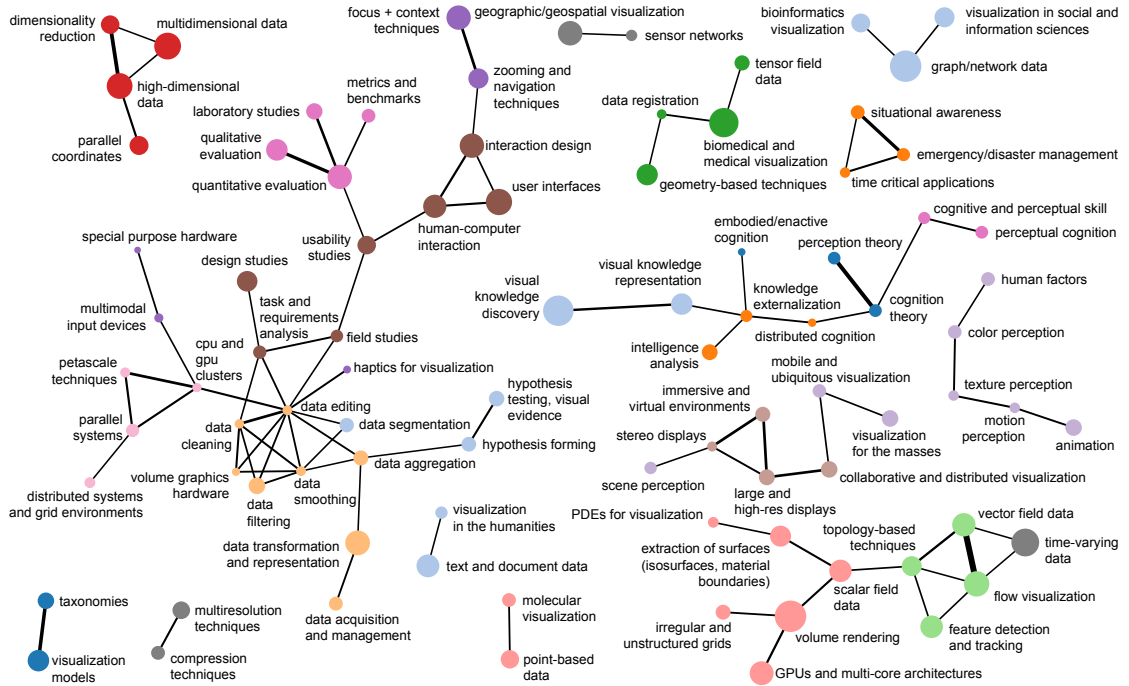 dimensionality
reduction
multidimensional data
high-dimensional
data
parallel
coordinates
focus + context
techniques
geographic/geospatial visualization
sensor networks
zooming and
navigation
techniques
bioinformatics
visualization
visualization in social and
information sciences
graph/network data
tensor field
data
data registration
biomedical and
medical visualization
geometry-based techniques
situational awareness
emergency/disaster management
time critical applications
metrics and
benchmarks
laboratory studies
qualitative
evaluation
quantitative evaluation
interaction design
user interfaces
human-computer
interaction
usability
studies
special purpose hardware
design studies
multimodal
input devices
task and
requirements
analysis
field studies
cpu and
gpu
clusters
petascale
techniques
parallel
systems
distributed systems
and grid environments
haptics for visualization
data editing
data
cleaning
data segmentation
hypothesis
testing, visual
evidence
hypothesis forming
data aggregation
volume graphics
hardware
data
filtering
data
smoothing
visualization
in the humanities
text and document data
data transformation
and representation
data acquisition
and management
embodied/enactive
cognition
perception theory
cognitive and perceptual skill
perceptual cognition
visual
knowledge
discovery
visual knowledge
representation
knowledge
externalization
cognition
theory
distributed cognition
intelligence
analysis
human factors
color perception
texture perception
motion
perception
animation
mobile and
ubiquitous visualization
visualization
for the masses
immersive and
virtual environments
stereo displays
scene perception
large and
high-res displays
collaborative and distributed visualization
PDEs for visualization
extraction of surfaces
(isosurfaces, material
boundaries)
topology-based
techniques
vector field data
time-varying
data
scalar field
data
flow visualization
feature detection
and tracking
irregular and
unstructured grids
volume rendering
GPUs and multi-core architectures
taxonomies
visualization
models
multiresolution
techniques
compression
techniques
molecular
visualization
point-based
data